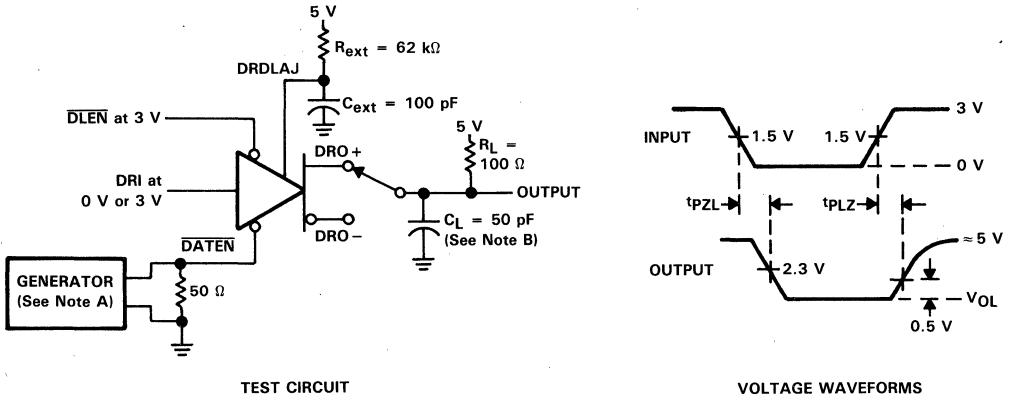 5 V
Rext = 62 kΩ
DRDLAJ
Cext = 100 pF
DLEN at 3 V
5 V
RL =
100 Ω
DRO+
DRI at
0 V or 3 V
OUTPUT
DRO−
CL = 50 pF
(See Note B)
DATEN
GENERATOR
(See Note A)
50 Ω
TEST CIRCUIT
3 V
INPUT
1.5 V
1.5 V
0 V
tPZL
tPLZ
≈5 V
OUTPUT
2.3 V
VOL
0.5 V
VOLTAGE WAVEFORMS